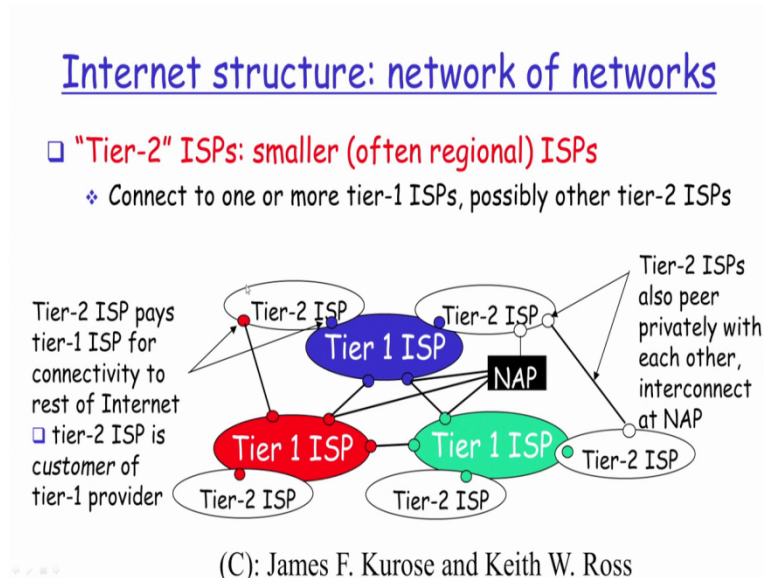 Internet structure: network of networks
"Tier-2" ISPs: smaller (often regional) ISPs
Connect to one or more tier-1 ISPs, possibly other tier-2 ISPs
Tier-2 ISP pays
tier-1 ISP for
connectivity to
rest of Internet
tier-2 ISP is
customer of
tier-1 provider
Tier-2 ISP
Tier-2 ISP
Tier 1 ISP
NAP
Tier 1 ISP
Tier 1 ISP
Tier-2 ISP
Tier-2 ISP
Tier-2 ISP
Tier-2 ISPs
also peer
privately with
each other,
interconnect
at NAP
(C): James F. Kurose and Keith W. Ross